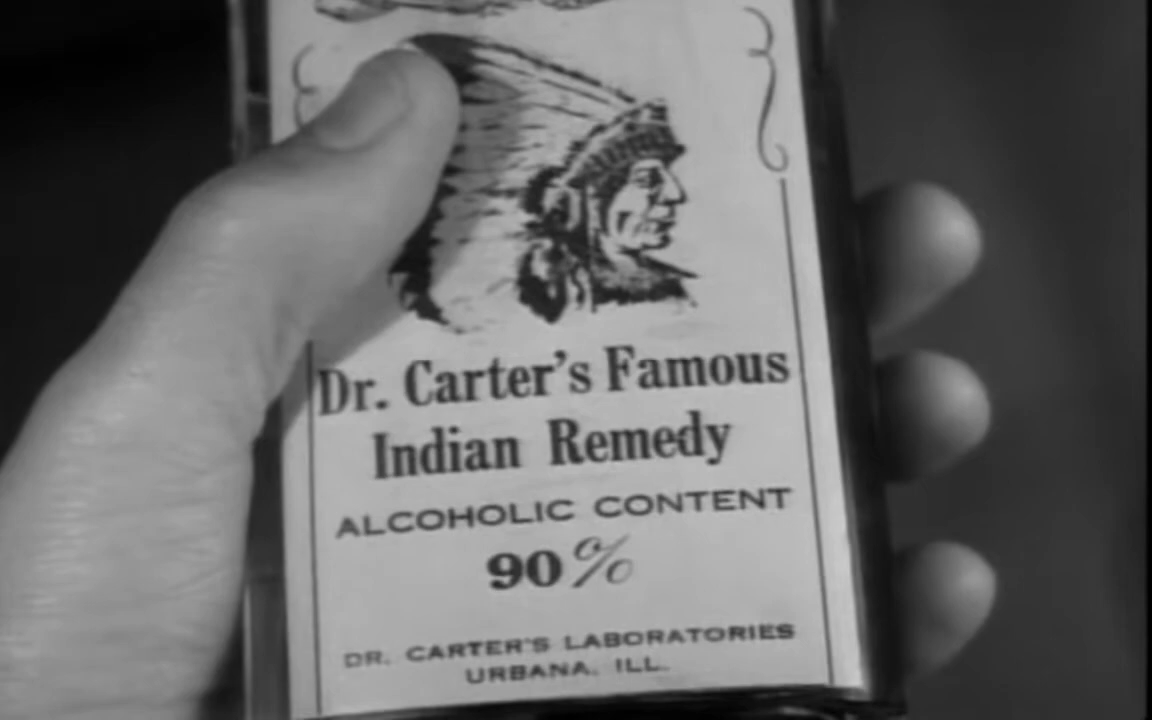 Dr. Carter's Famous
Indian Remedy
ALCOHOLIC CONTENT
90%
DR. CARTER'S LABORATORIES
URBANA, ILL.